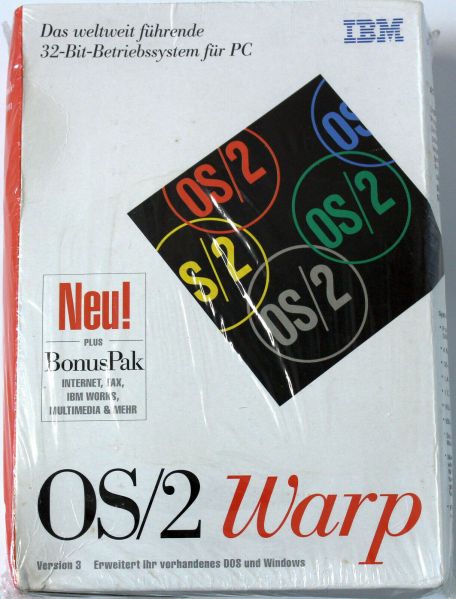 Das weltweit führende
32-Bit-Betriebssystem für PC
IBM
OS/2
OS
OS/2
S/2
OS/2
Neu!
PLUS
BonusPak
INTERNET, FAX,
IBM WORKS,
MULTIMEDIA & MEHR
OS/2 Warp
Version 3 Erweitert Ihr vorhandenes DOS und Windows